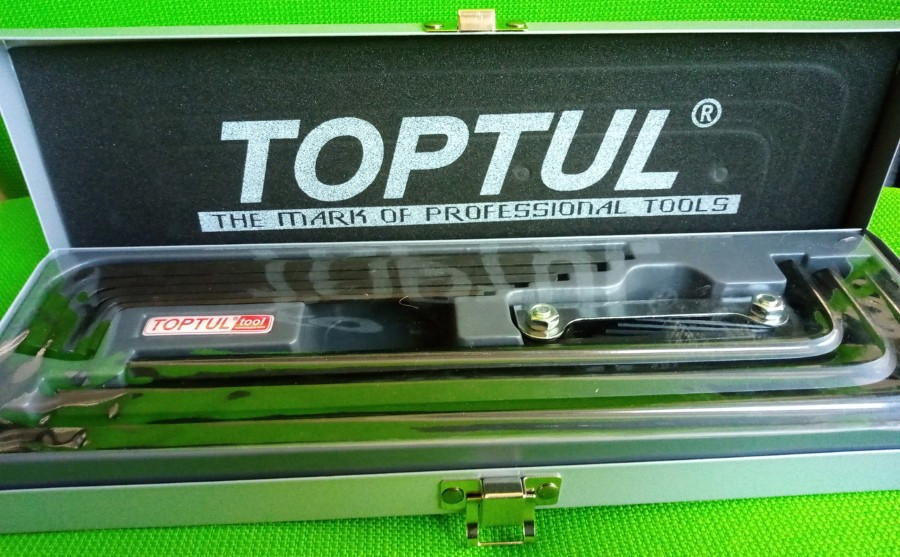 TOPTUL®
THE MARK OF PROFESSIONAL TOOLS
TOPTUL® tool